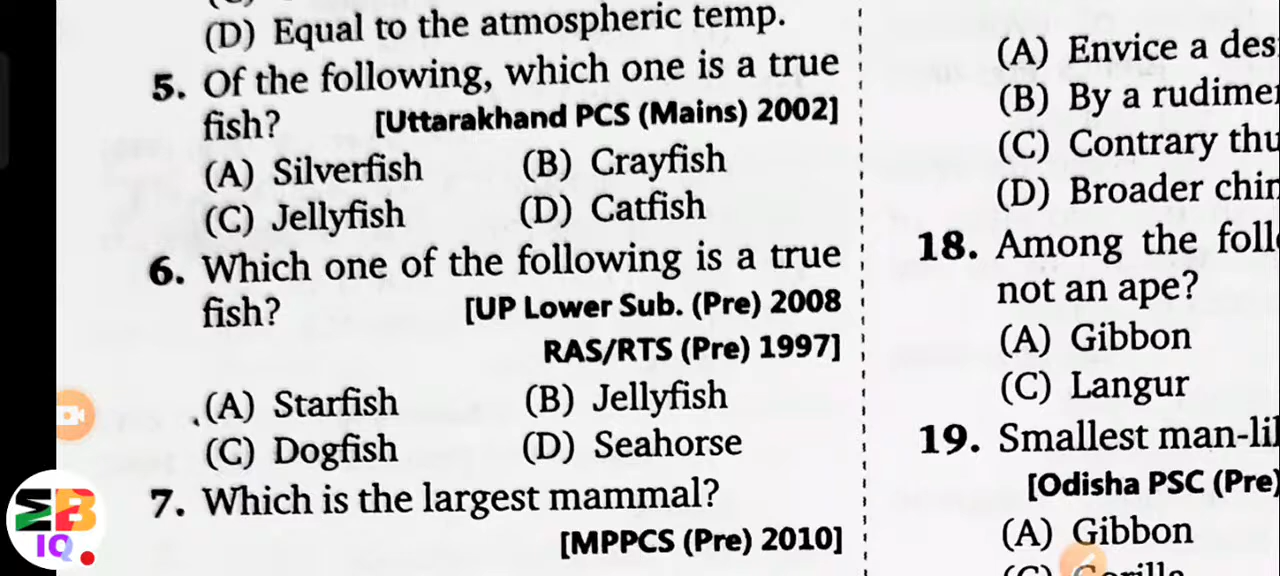 (D) Equal to the atmospheric temp.
5. Of the following, which one is a true
fish? [Uttarakhand PCS (Mains) 2002]
(A) Silverfish (B) Crayfish
(C) Jellyfish (D) Catfish
6. Which one of the following is a true
fish? [UP Lower Sub. (Pre) 2008
RAS/RTS (Pre) 1997]
(A) Starfish (B) Jellyfish
(C) Dogfish (D) Seahorse
7. Which is the largest mammal?
[MPPCS (Pre) 2010]
(A) Envice a des
(B) By a rudime
(C) Contrary thu
(D) Broader chin
18. Among the foll
not an ape?
(A) Gibbon
(C) Langur
19. Smallest man-li
[Odisha PSC (Pre)
(A) Gibbon
(C) Gorilla
IQ